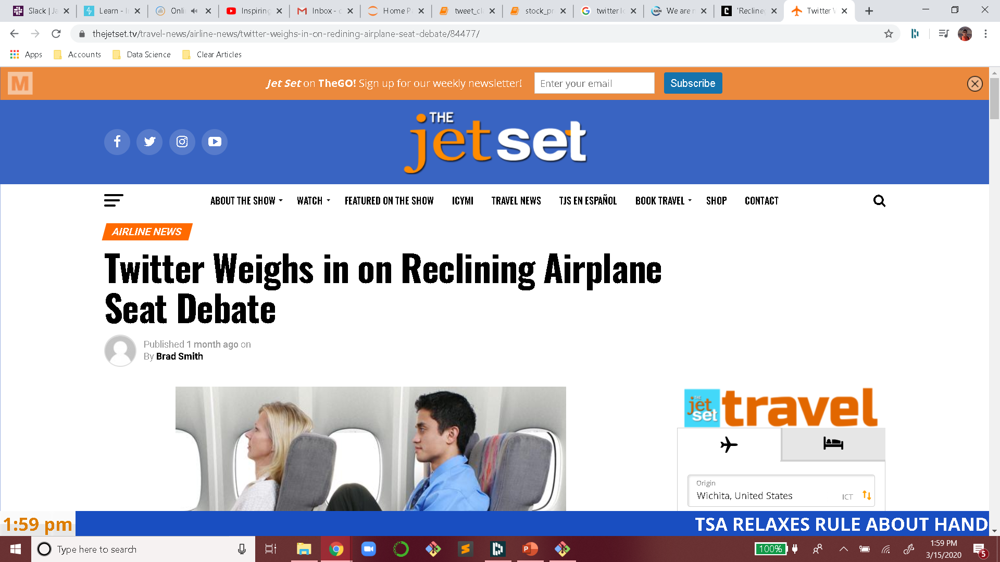 Slack | Ja
Learn - I
Onli
Inspiring
Inbox - c
Home P
tweet_cl
stock_pr
twitter lo
We are n
'Recline
Twitter
thejetset.tv/travel-news/airline-news/twitter-weighs-in-on-reclining-airplane-seat-debate/84477/
Apps
Accounts
Data Science
Clear Articles
M
Jet Set on TheGO! Sign up for our weekly newsletter!
Enter your email
Subscribe
THE
jetset
ABOUT THE SHOW
WATCH
FEATURED ON THE SHOW
ICYMI
TRAVEL NEWS
TJS EN ESPAÑOL
BOOK TRAVEL
SHOP
CONTACT
AIRLINE NEWS
Twitter Weighs in on Reclining Airplane
Seat Debate
Published 1 month ago on
By Brad Smith
THE
jet
set
travel
Origin
Wichita, United States
ICT
1:59 pm
TSA RELAXES RULE ABOUT HAND
Type here to search
100%
1:59 PM
3/15/2020
5